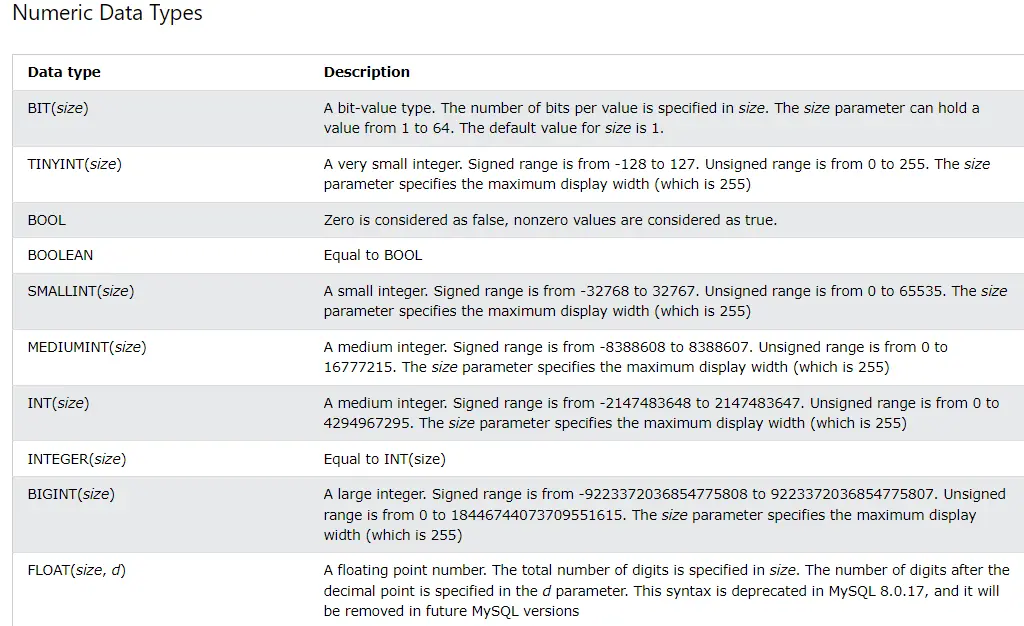 Numeric Data Types
Data type Description
BIT(size) A bit-value type. The number of bits per value is specified in size. The size parameter can hold a
value from 1 to 64. The default value for size is 1.
TINYINT(size) A very small integer. Signed range is from -128 to 127. Unsigned range is from 0 to 255. The size
parameter specifies the maximum display width (which is 255)
BOOL Zero is considered as false, nonzero values are considered as true.
BOOLEAN Equal to BOOL
SMALLINT(size) A small integer. Signed range is from -32768 to 32767. Unsigned range is from 0 to 65535. The size
parameter specifies the maximum display width (which is 255)
MEDIUMINT(size) A medium integer. Signed range is from -8388608 to 8388607. Unsigned range is from 0 to
16777215. The size parameter specifies the maximum display width (which is 255)
INT(size) A medium integer. Signed range is from -2147483648 to 2147483647. Unsigned range is from 0 to
4294967295. The size parameter specifies the maximum display width (which is 255)
INTEGER(size) Equal to INT(size)
BIGINT(size) A large integer. Signed range is from -9223372036854775808 to 9223372036854775807. Unsigned
range is from 0 to 18446744073709551615. The size parameter specifies the maximum display
width (which is 255)
FLOAT(size, d) A floating point number. The total number of digits is specified in size. The number of digits after the
decimal point is specified in the d parameter. This syntax is deprecated in MySQL 8.0.17, and it will
be removed in future MySQL versions